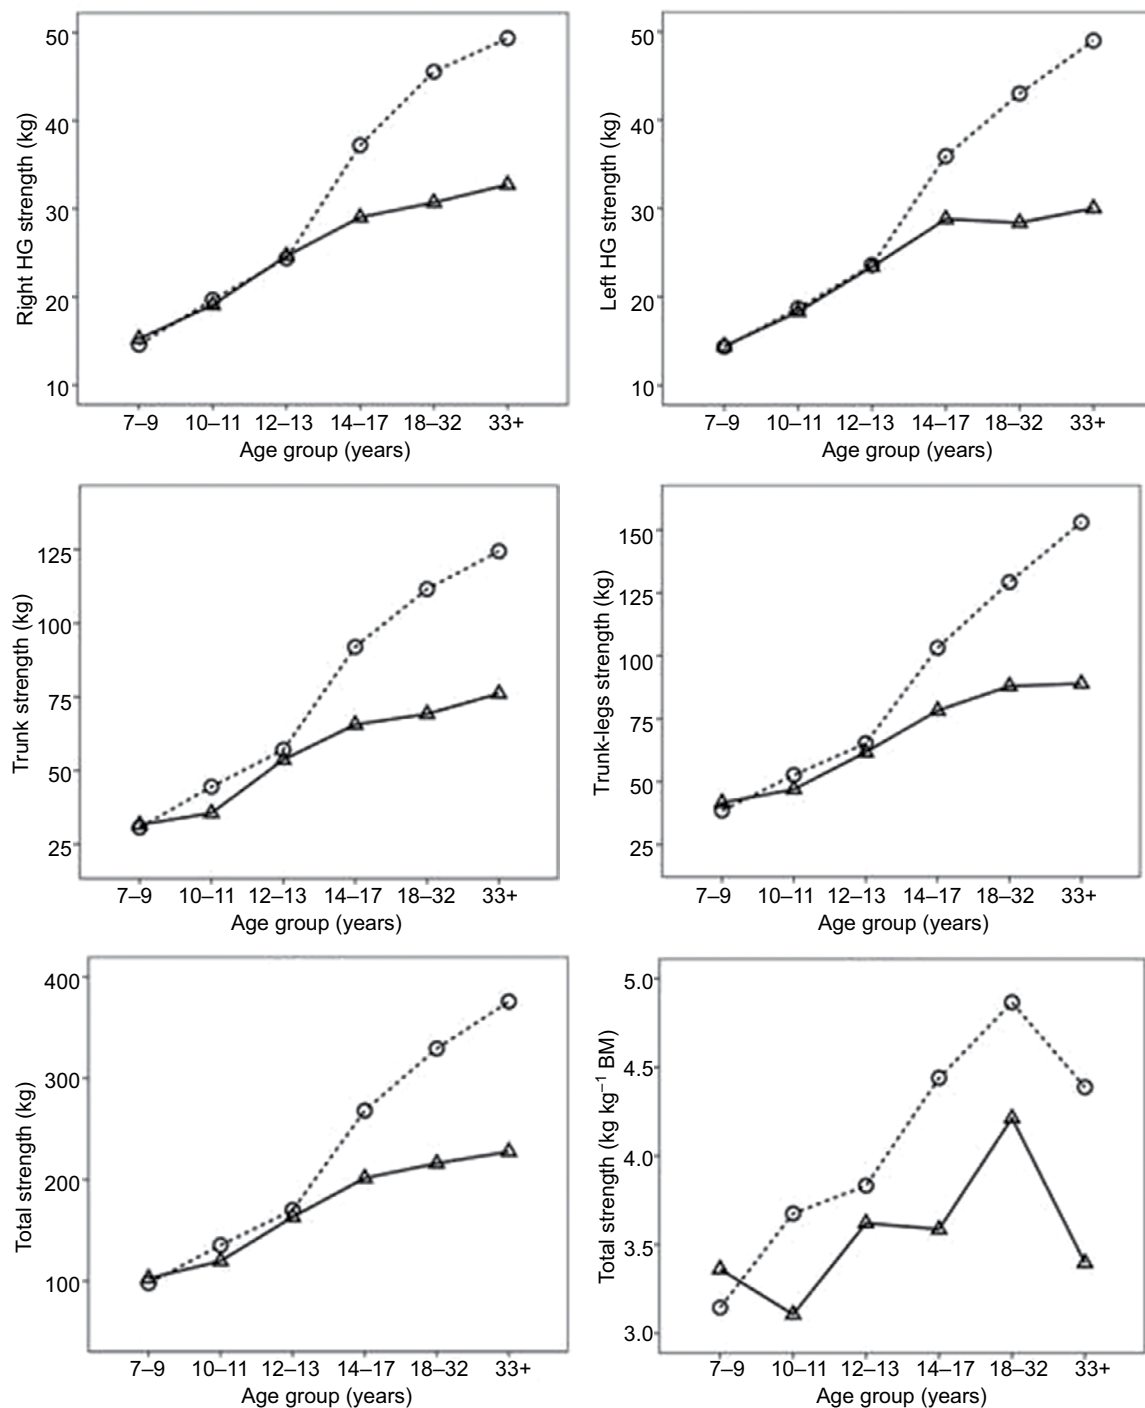 Right HG strength (kg)
50
40
30
20
10
7–9 10–11 12–13 14–17 18–32 33+
Age group (years)
Left HG strength (kg)
50
40
30
20
10
7–9 10–11 12–13 14–17 18–32 33+
Age group (years)
Trunk strength (kg)
125
100
75
50
25
7–9 10–11 12–13 14–17 18–32 33+
Age group (years)
Trunk-legs strength (kg)
150
125
100
75
50
25
7–9 10–11 12–13 14–17 18–32 33+
Age group (years)
Total strength (kg)
400
300
200
100
7–9 10–11 12–13 14–17 18–32 33+
Age group (years)
Total strength (kg kg⁻¹ BM)
5.0
4.5
4.0
3.5
3.0
7–9 10–11 12–13 14–17 18–32 33+
Age group (years)